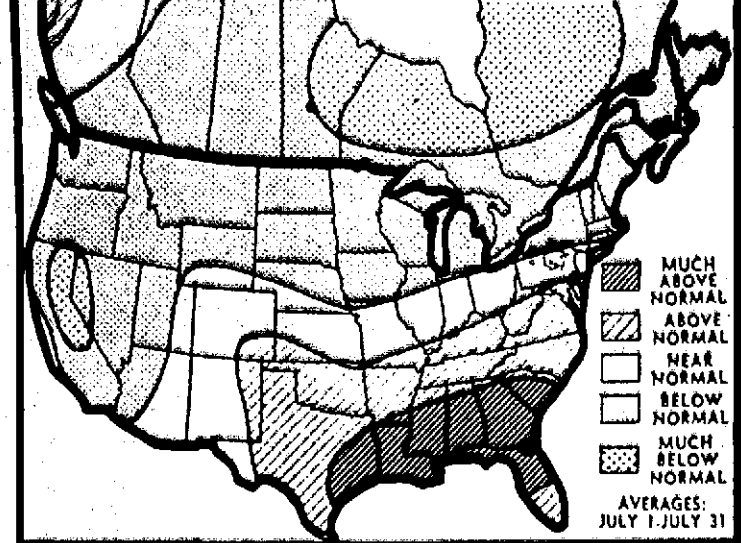 MUCH
ABOVE
NORMAL
ABOVE
NORMAL
NEAR
NORMAL
BELOW
NORMAL
MUCH
BELOW
NORMAL
AVERAGES:
JULY 1-JULY 31